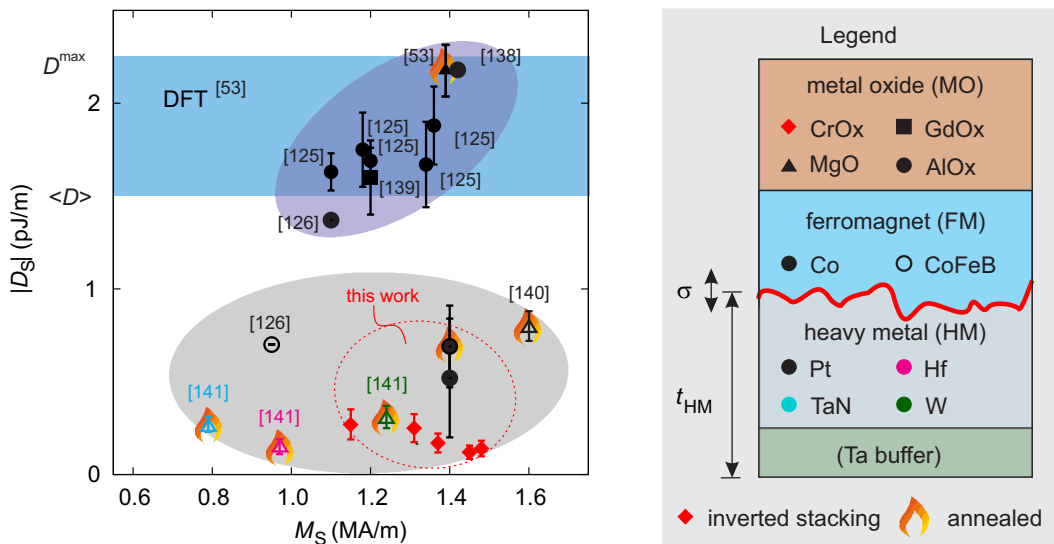 |D_S| (pJ/m)
D^max
<D>
2
1
0
DFT [53]
[53]
[138]
[125]
[125]
[125]
[125]
[125]
[139]
[126]
this work
[140]
[126]
[141]
[141]
[141]
0.6 0.8 1.0 1.2 1.4 1.6
M_S (MA/m)
Legend
metal oxide (MO)
CrOx GdOx
MgO AlOx
ferromagnet (FM)
Co CoFeB
σ
heavy metal (HM)
Pt Hf
TaN W
t_HM
(Ta buffer)
inverted stacking annealed